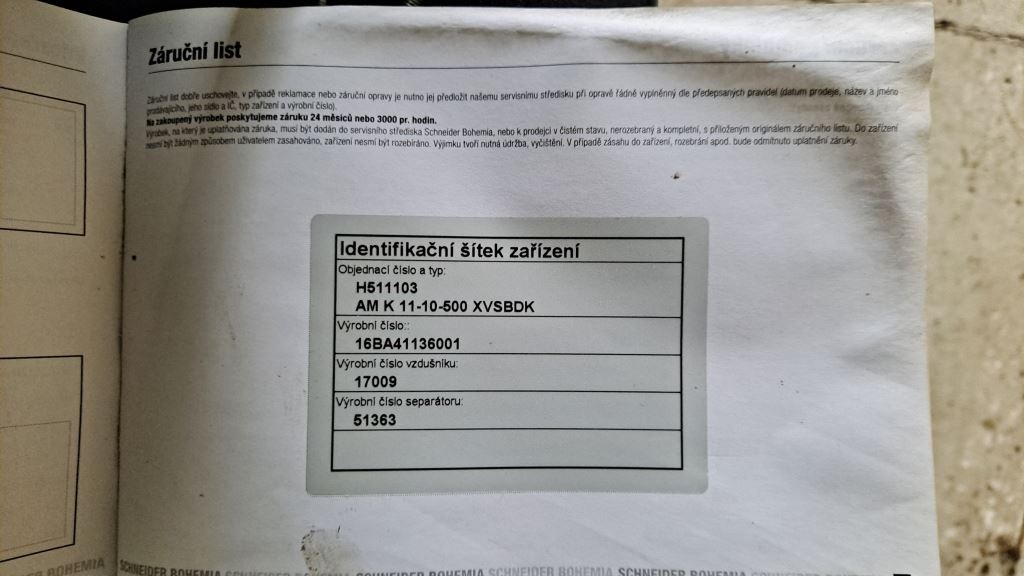 Záruční list
Záruční list dobře uschovejte, v případě reklamace nebo záruční opravy je nutno jej předložit našemu servisnímu středisku při opravě řádně vyplněnný dle předepsaných pravidel (datum prodeje, název a jméno
prodávajícího, jeho sídlo a IČ, typ zařízení a výrobní číslo).
Na zakoupený výrobek poskytujeme záruku 24 měsíců nebo 3000 pr. hodin.
Výrobek, na který je uplatňována záruka, musí být dodán do servisního střediska Schneider Bohemia, nebo k prodejci v čistém stavu, nerozebraný a kompletní, s přiloženým originálem záručního listu. Do zařízení
nesmí být žádným způsobem uživatelem zasahováno, zařízení nesmí být rozebíráno. Výjimku tvoří nutná údržba, vyčištění. V případě zásahu do zařízení, rozebrání apod. bude odmítnuto uplatnění záruky.
Identifikační šítek zařízení
Objednací číslo a typ:
H511103
AM K 11-10-500 XVSBDK
Výrobní číslo::
16BA41136001
Výrobní číslo vzdušníku:
17009
Výrobní číslo separátoru:
51363
BOHEMIA SCHNEIDER BOHEMIA SCHNEIDER BOHEMIA SCHNEIDER BOHEMIA SCHNEIDER BOHEMIA SCHNEIDER BOHEMIA